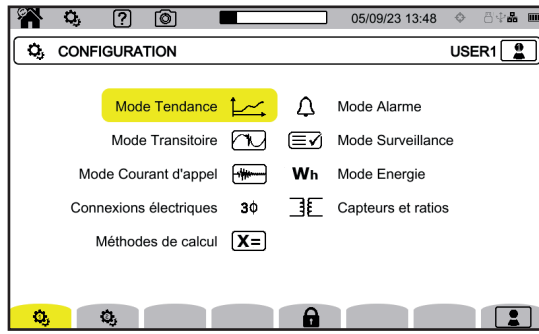 05/09/23 13:48
CONFIGURATION USER1
Mode Tendance Mode Alarme
Mode Transitoire Mode Surveillance
Mode Courant d'appel Wh Mode Energie
Connexions électriques 3Φ Capteurs et ratios
Méthodes de calcul X=